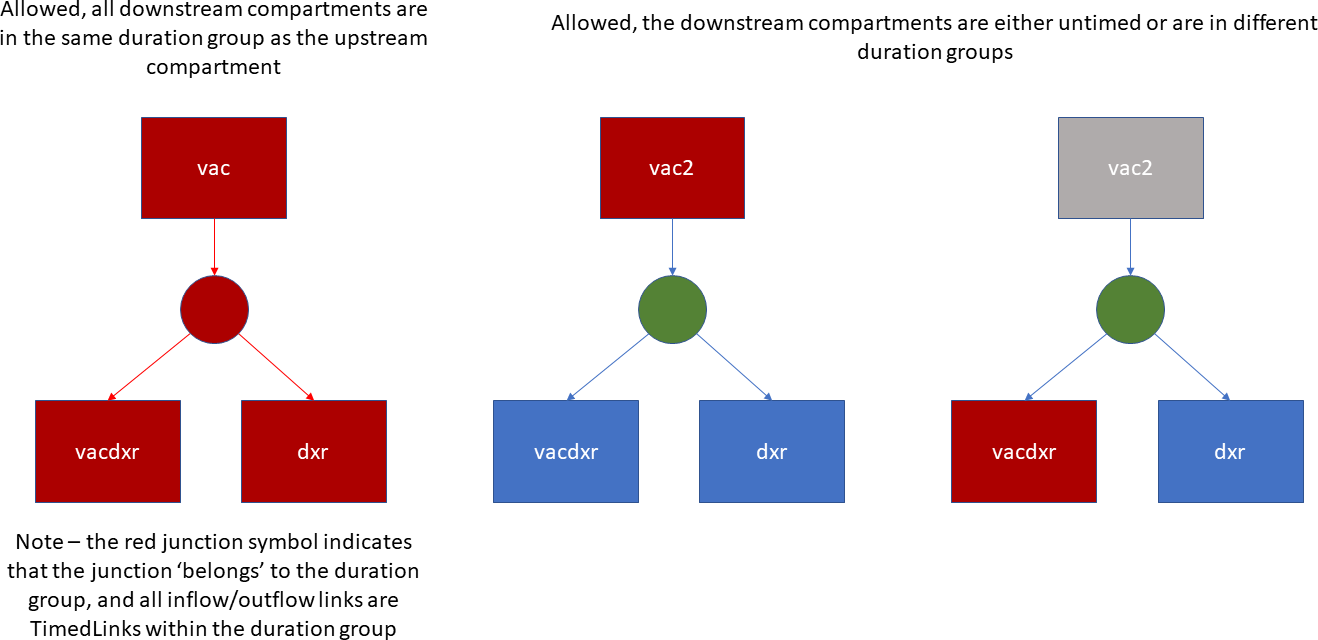 Allowed, all downstream compartments are
in the same duration group as the upstream
compartment
Allowed, the downstream compartments are either untimed or are in different
duration groups
vac
vac2
vac2
vacdxr
dxr
vacdxr
dxr
vacdxr
dxr
Note – the red junction symbol indicates
that the junction ‘belongs’ to the duration
group, and all inflow/outflow links are
TimedLinks within the duration group